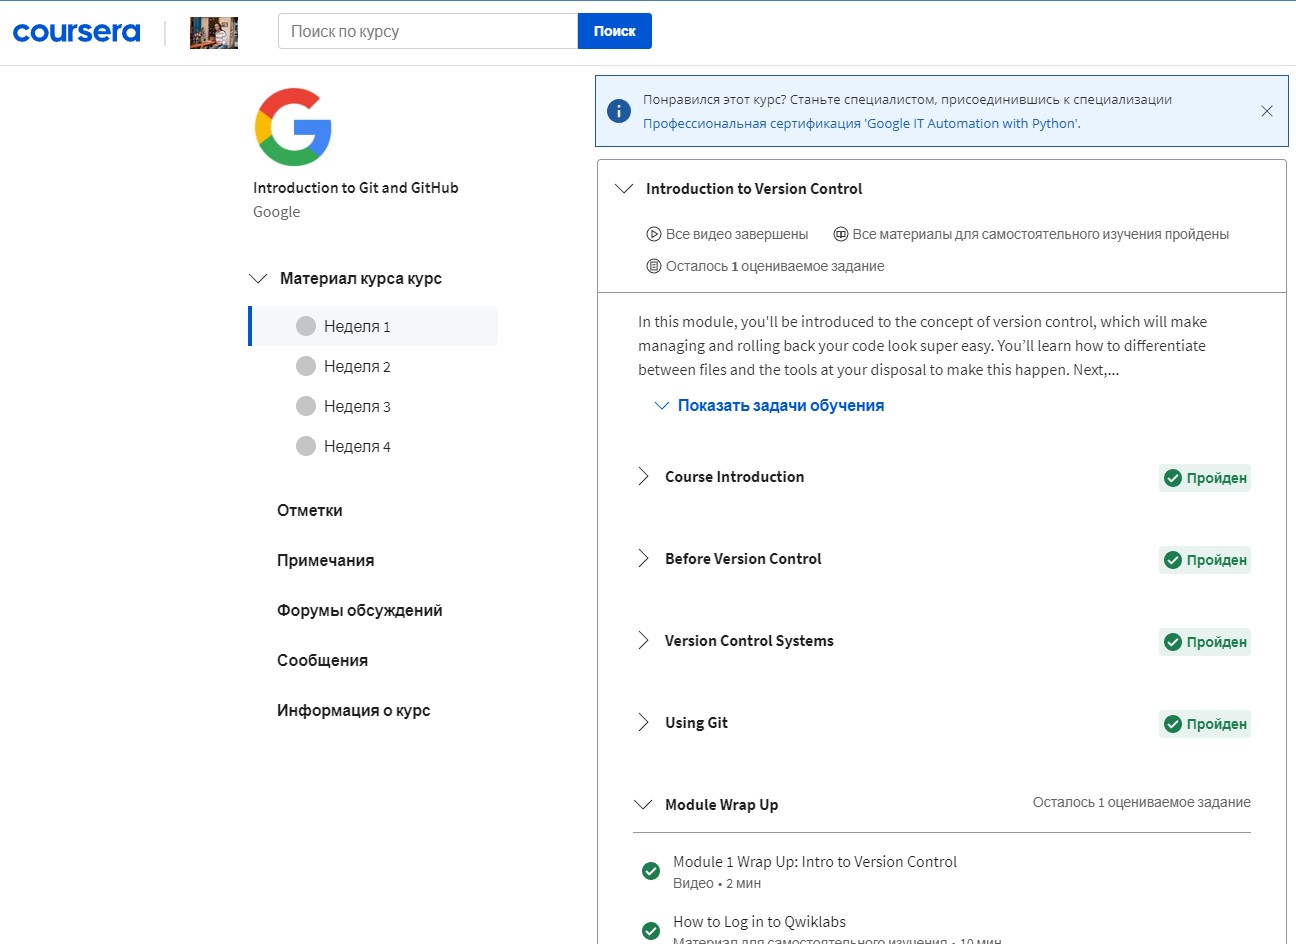 coursera
Поиск по курсу
Поиск
Introduction to Git and GitHub
Google
Материал курса курс
Неделя 1
Неделя 2
Неделя 3
Неделя 4
Отметки
Примечания
Форумы обсуждений
Сообщения
Информация о курс
Понравился этот курс? Станьте специалистом, присоединившись к специализации
Профессиональная сертификация 'Google IT Automation with Python'.
Introduction to Version Control
Все видео завершены
Все материалы для самостоятельного изучения пройдены
Осталось 1 оцениваемое задание
In this module, you'll be introduced to the concept of version control, which will make
managing and rolling back your code look super easy. You’ll learn how to differentiate
between files and the tools at your disposal to make this happen. Next,...
Показать задачи обучения
Course Introduction
Пройден
Before Version Control
Пройден
Version Control Systems
Пройден
Using Git
Пройден
Module Wrap Up
Осталось 1 оцениваемое задание
Module 1 Wrap Up: Intro to Version Control
Видео • 2 мин
How to Log in to Qwiklabs
Материал для самостоятельного изучения • 10 мин